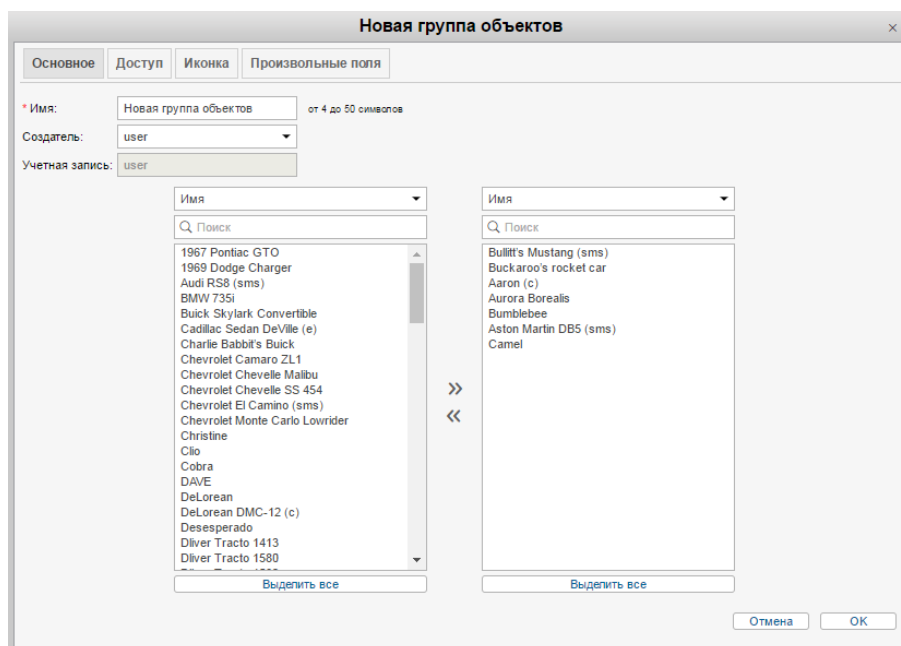 Новая группа объектов
Основное Доступ Иконка Произвольные поля
* Имя: Новая группа объектов от 4 до 50 символов
Создатель: user
Учетная запись: user
Имя Имя
Поиск Поиск
1967 Pontiac GTO Bullitt's Mustang (sms)
1969 Dodge Charger Buckaroo's rocket car
Audi RS8 (sms) Aaron (c)
BMW 735i Aurora Borealis
Buick Skylark Convertible Bumblebee
Cadillac Sedan DeVille (e) Aston Martin DB5 (sms)
Charlie Babbit's Buick Camel
Chevrolet Camaro ZL1
Chevrolet Chevelle Malibu
Chevrolet Chevelle SS 454
Chevrolet El Camino (sms)
Chevrolet Monte Carlo Lowrider
Christine
Clio
Cobra
DAVE
DeLorean
DeLorean DMC-12 (c)
Desesperado
Dliver Tracto 1413
Dliver Tracto 1580
Выделить все Выделить все
Отмена OK